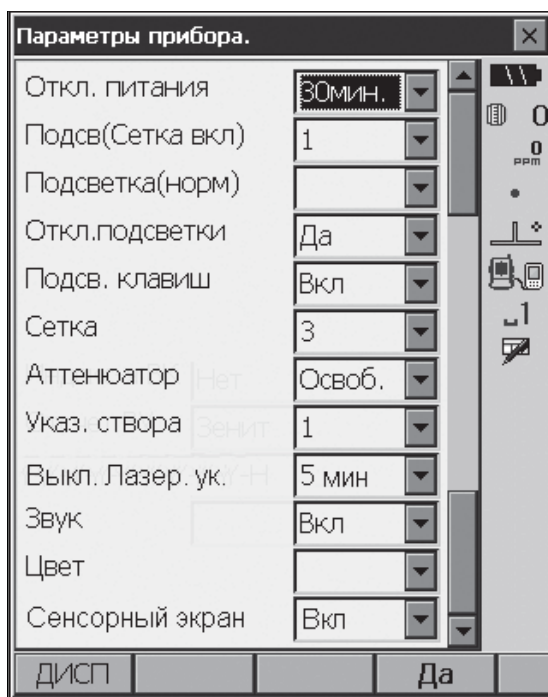 Параметры прибора.
Откл. питания 30мин.
Подсв(Сетка вкл) 1
Подсветка(норм)
Откл.подсветки Да
Подсв. клавиш Вкл
Сетка 3
Аттенюатор Нет Освоб.
Указ. створа Зенит 1
Y-H
Выкл. Лазер. ук. 5 мин
Звук Вкл
Цвет
Сенсорный экран Вкл
0
0
PPM
1
ДИСП Да